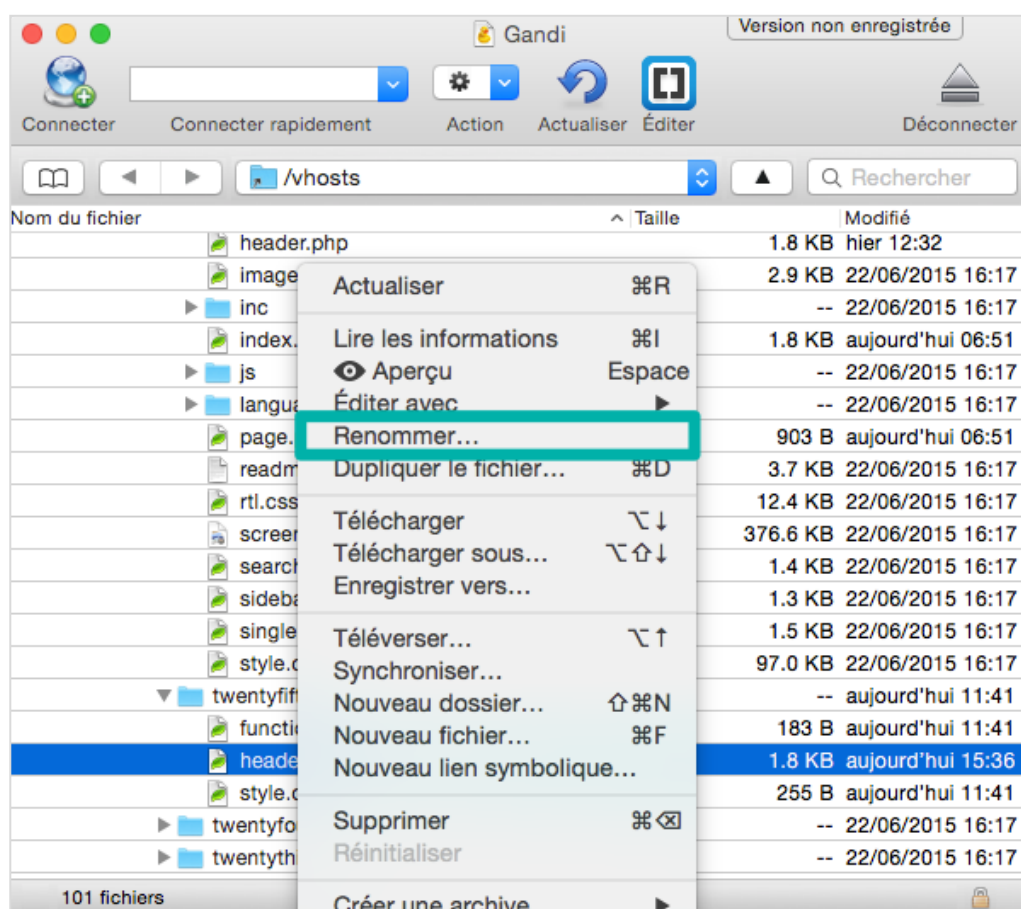 Gandi
Version non enregistrée
Connecter
Connecter rapidement
Action
Actualiser
Éditer
Déconnecter
/vhosts
Rechercher
Nom du fichier
Taille
Modifié
header.php 1.8 KB hier 12:32
image 2.9 KB 22/06/2015 16:17
inc -- 22/06/2015 16:17
index. 1.8 KB aujourd'hui 06:51
js -- 22/06/2015 16:17
langua -- 22/06/2015 16:17
page. 903 B aujourd'hui 06:51
readm 3.7 KB 22/06/2015 16:17
rtl.css 12.4 KB 22/06/2015 16:17
screen 376.6 KB 22/06/2015 16:17
search 1.4 KB 22/06/2015 16:17
sideba 1.3 KB 22/06/2015 16:17
single 1.5 KB 22/06/2015 16:17
style.c 97.0 KB 22/06/2015 16:17
twentyfift -- aujourd'hui 11:41
functio 183 B aujourd'hui 11:41
heade 1.8 KB aujourd'hui 15:36
style.c 255 B aujourd'hui 11:41
twentyfo -- 22/06/2015 16:17
twentythi -- 22/06/2015 16:17
101 fichiers
Actualiser ⌘R
Lire les informations ⌘I
Aperçu Espace
Éditer avec ▶
Renommer...
Dupliquer le fichier... ⌘D
Télécharger ⌥↓
Télécharger sous... ⌥⇧↓
Enregistrer vers...
Téléverser... ⌥↑
Synchroniser...
Nouveau dossier... ⇧⌘N
Nouveau fichier... ⌘F
Nouveau lien symbolique...
Supprimer ⌘⌫
Réinitialiser
Créer une archive ▶